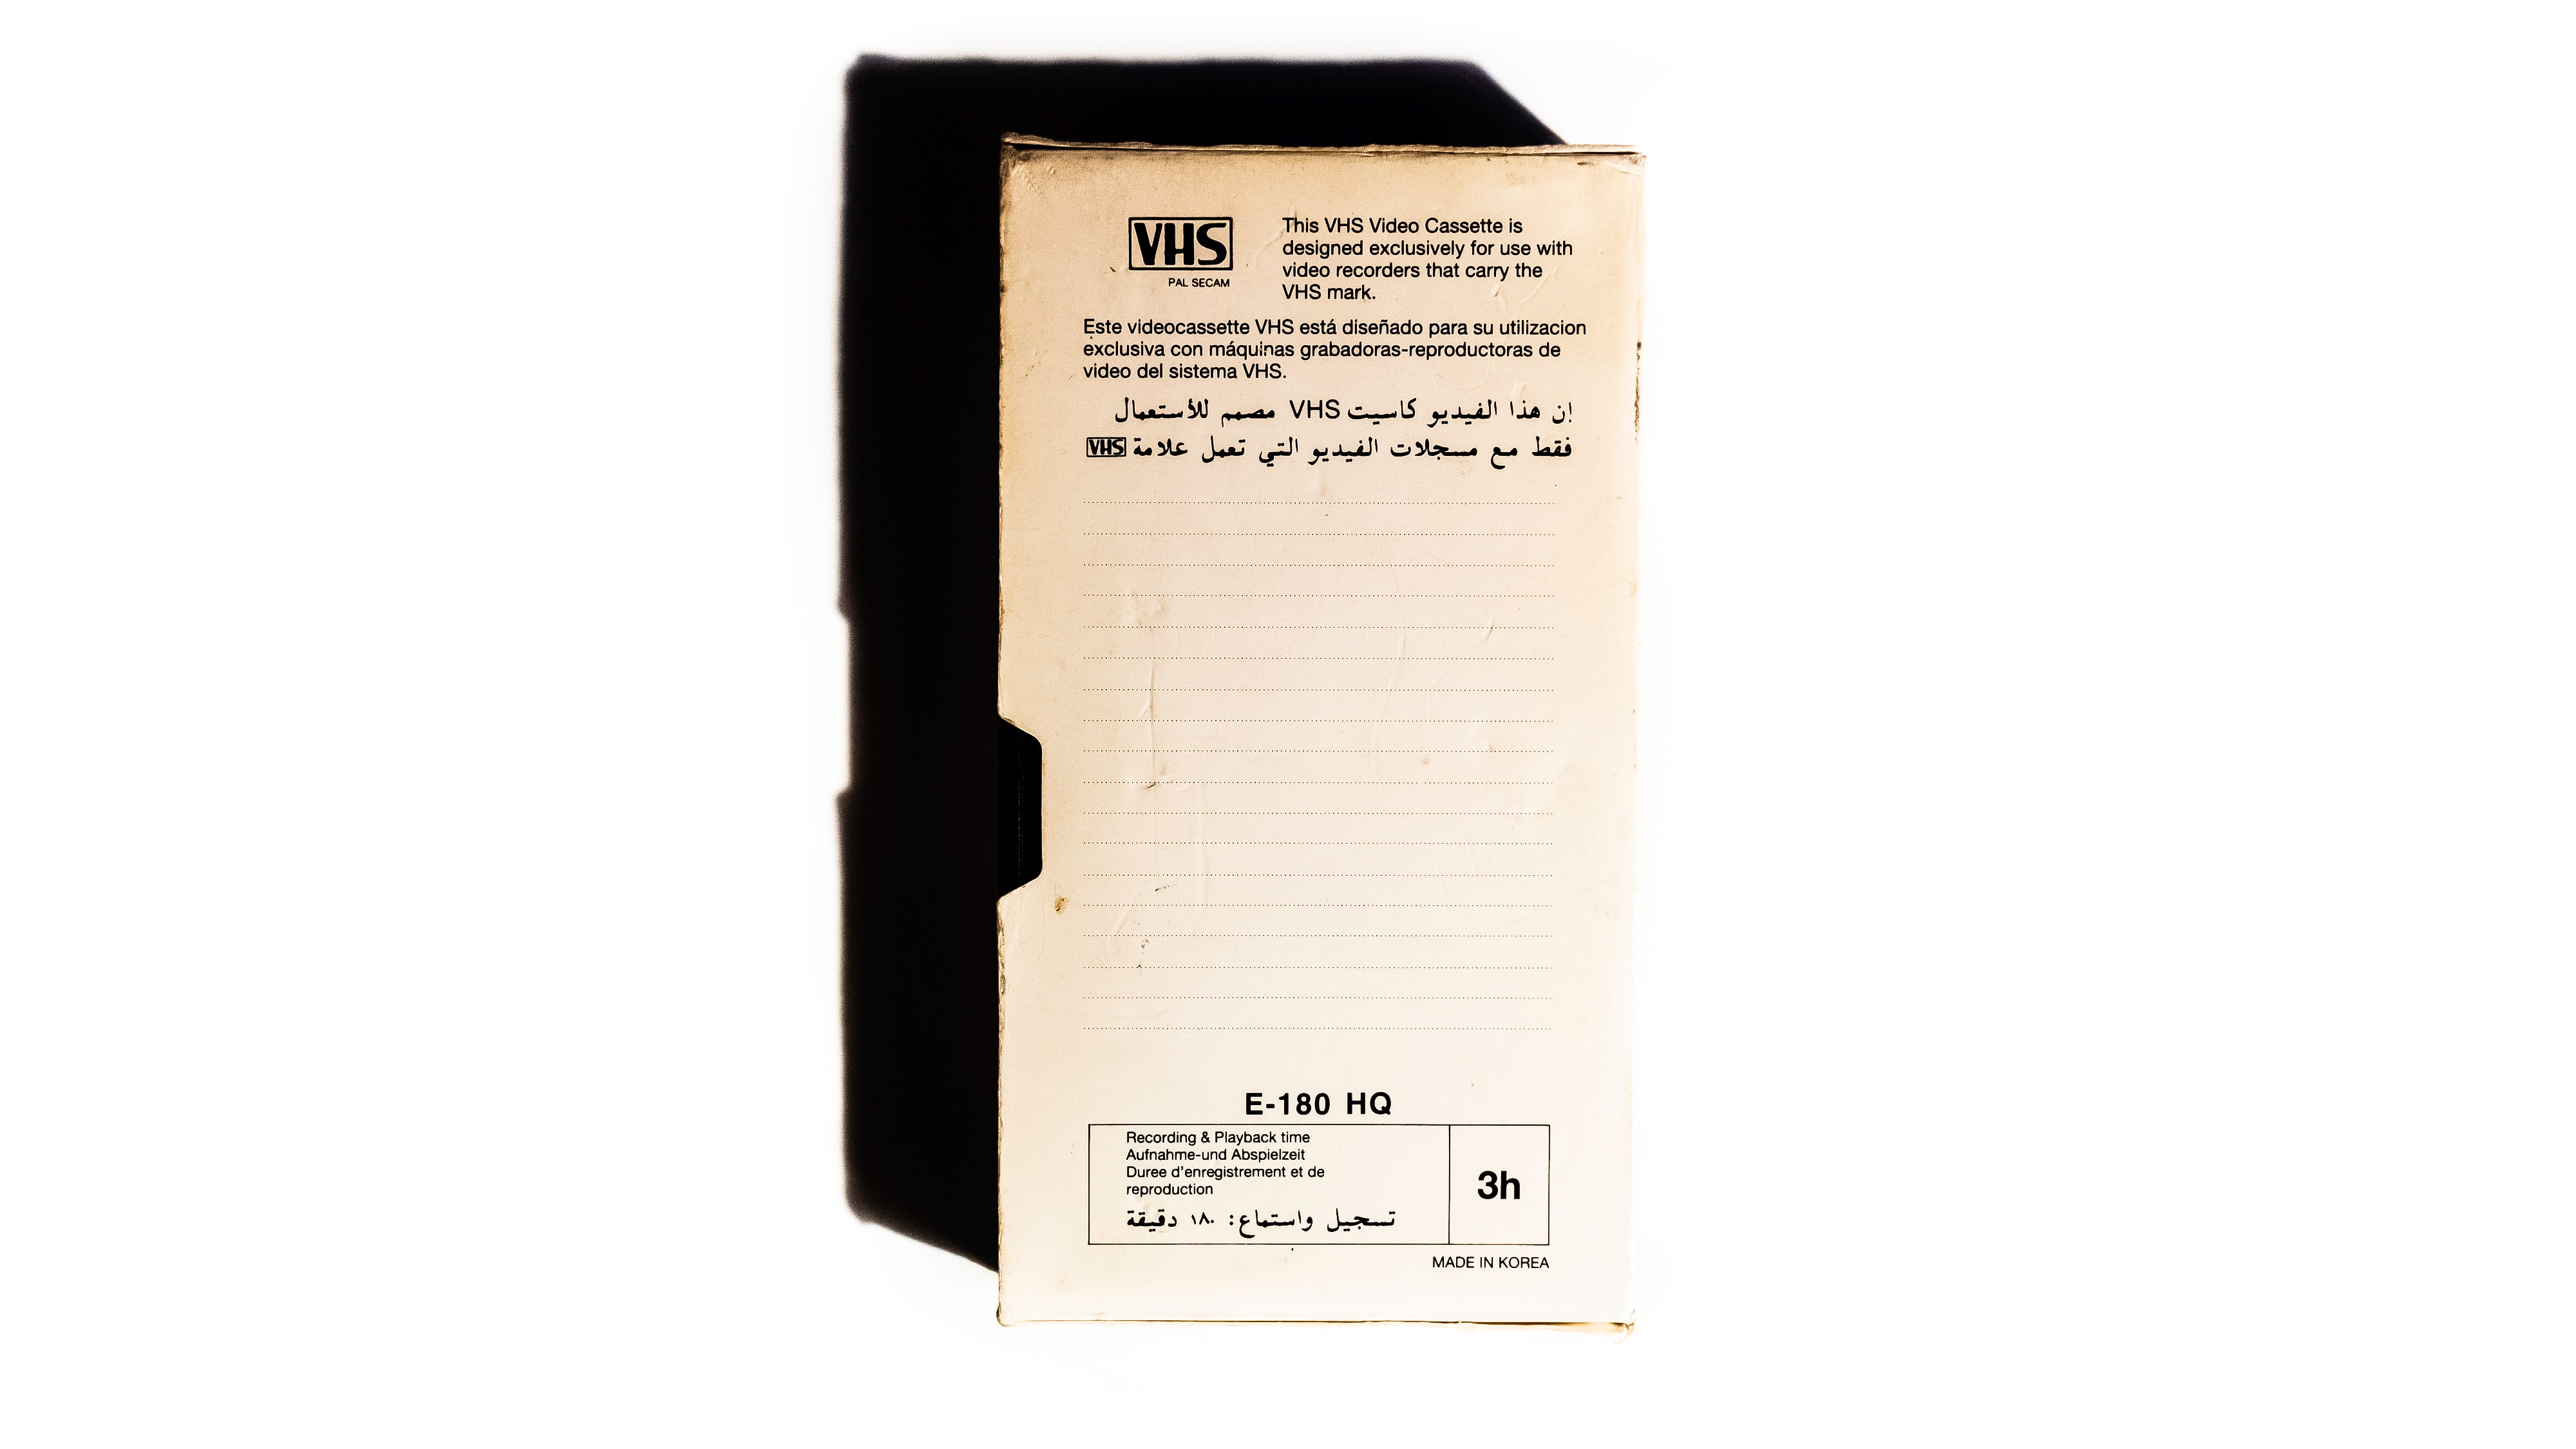 VHS
PAL SECAM
This VHS Video Cassette is
designed exclusively for use with
video recorders that carry the
VHS mark.
Este videocassette VHS está diseñado para su utilizacion
exclusiva con máquinas grabadoras-reproductoras de
video del sistema VHS.
إن هذا الفيديو كاسيت VHS مصمم للأستعمال
فقط مع مسجلات الفيديو التي تعمل علامة VHS
E-180 HQ
Recording & Playback time
Aufnahme-und Abspielzeit
Duree d'enregistrement et de
reproduction
تسجيل واستماع: ١٨٠ دقيقة
3h
MADE IN KOREA